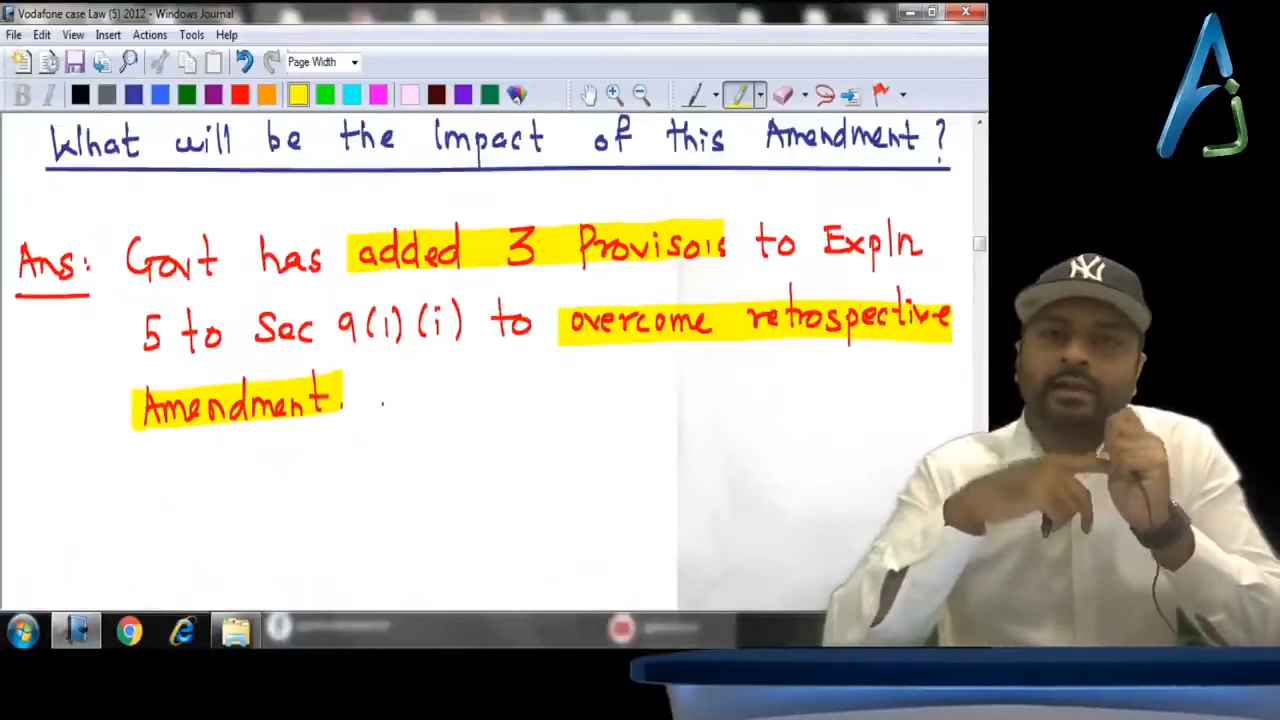 Vodafone case Law (5) 2012 - Windows Journal
File Edit View Insert Actions Tools Help
Page Width
B I
What will be the Impact of this Amendment?
Ans: Govt has added 3 Provisois to Expln
5 to Sec 9(1)(i) to overcome retrospective
Amendment.
NY
AJ